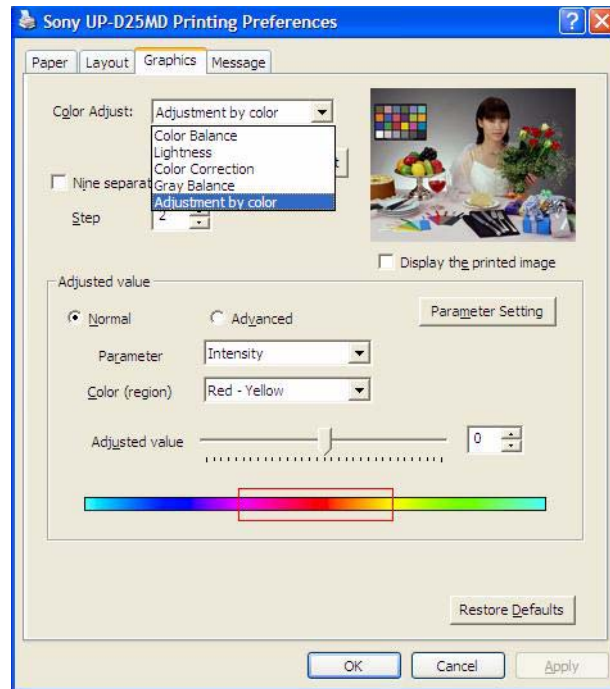 Sony UP-D25MD Printing Preferences
Paper
Layout
Graphics
Message
Color Adjust:
Adjustment by color
Color Balance
Lightness
Color Correction
Gray Balance
Adjustment by color
Nine separat
t
Step
2
Display the printed image
Adjusted value
Normal
Advanced
Parameter Setting
Parameter
Intensity
Color (region)
Red - Yellow
Adjusted value
0
Restore Defaults
OK
Cancel
Apply